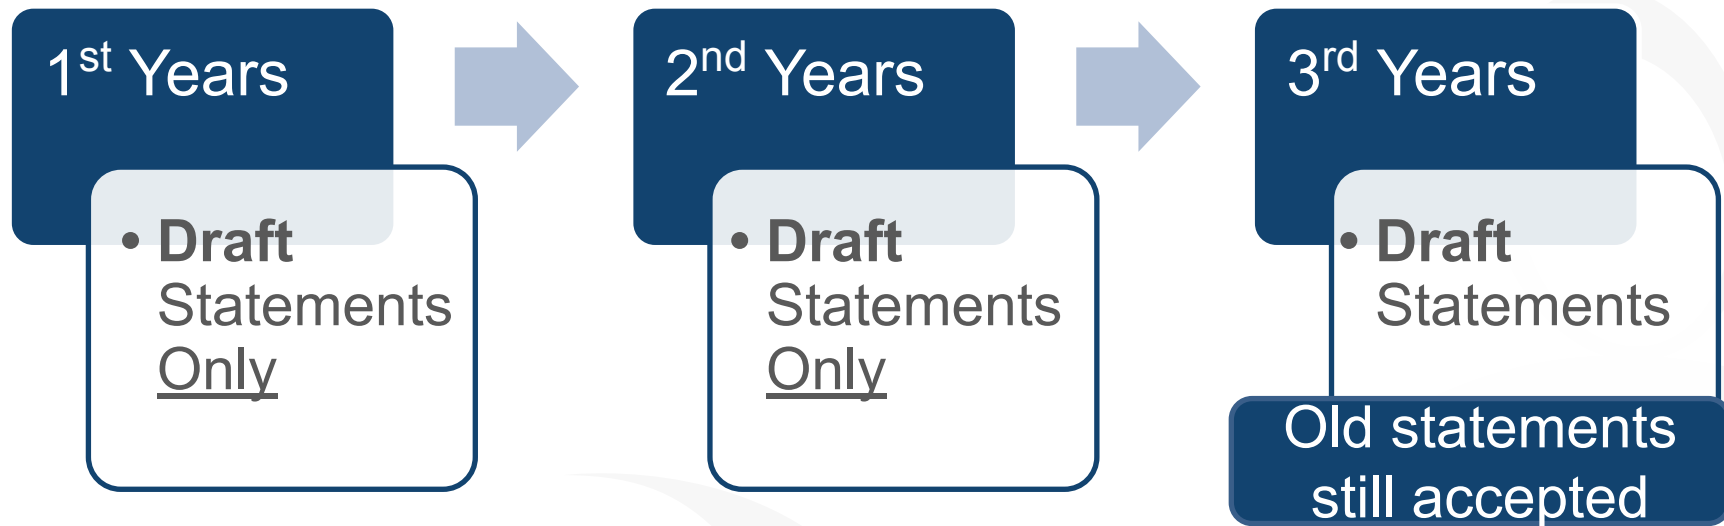 1st Years
• Draft
Statements
Only
2nd Years
• Draft
Statements
Only
3rd Years
• Draft
Statements
Old statements
still accepted